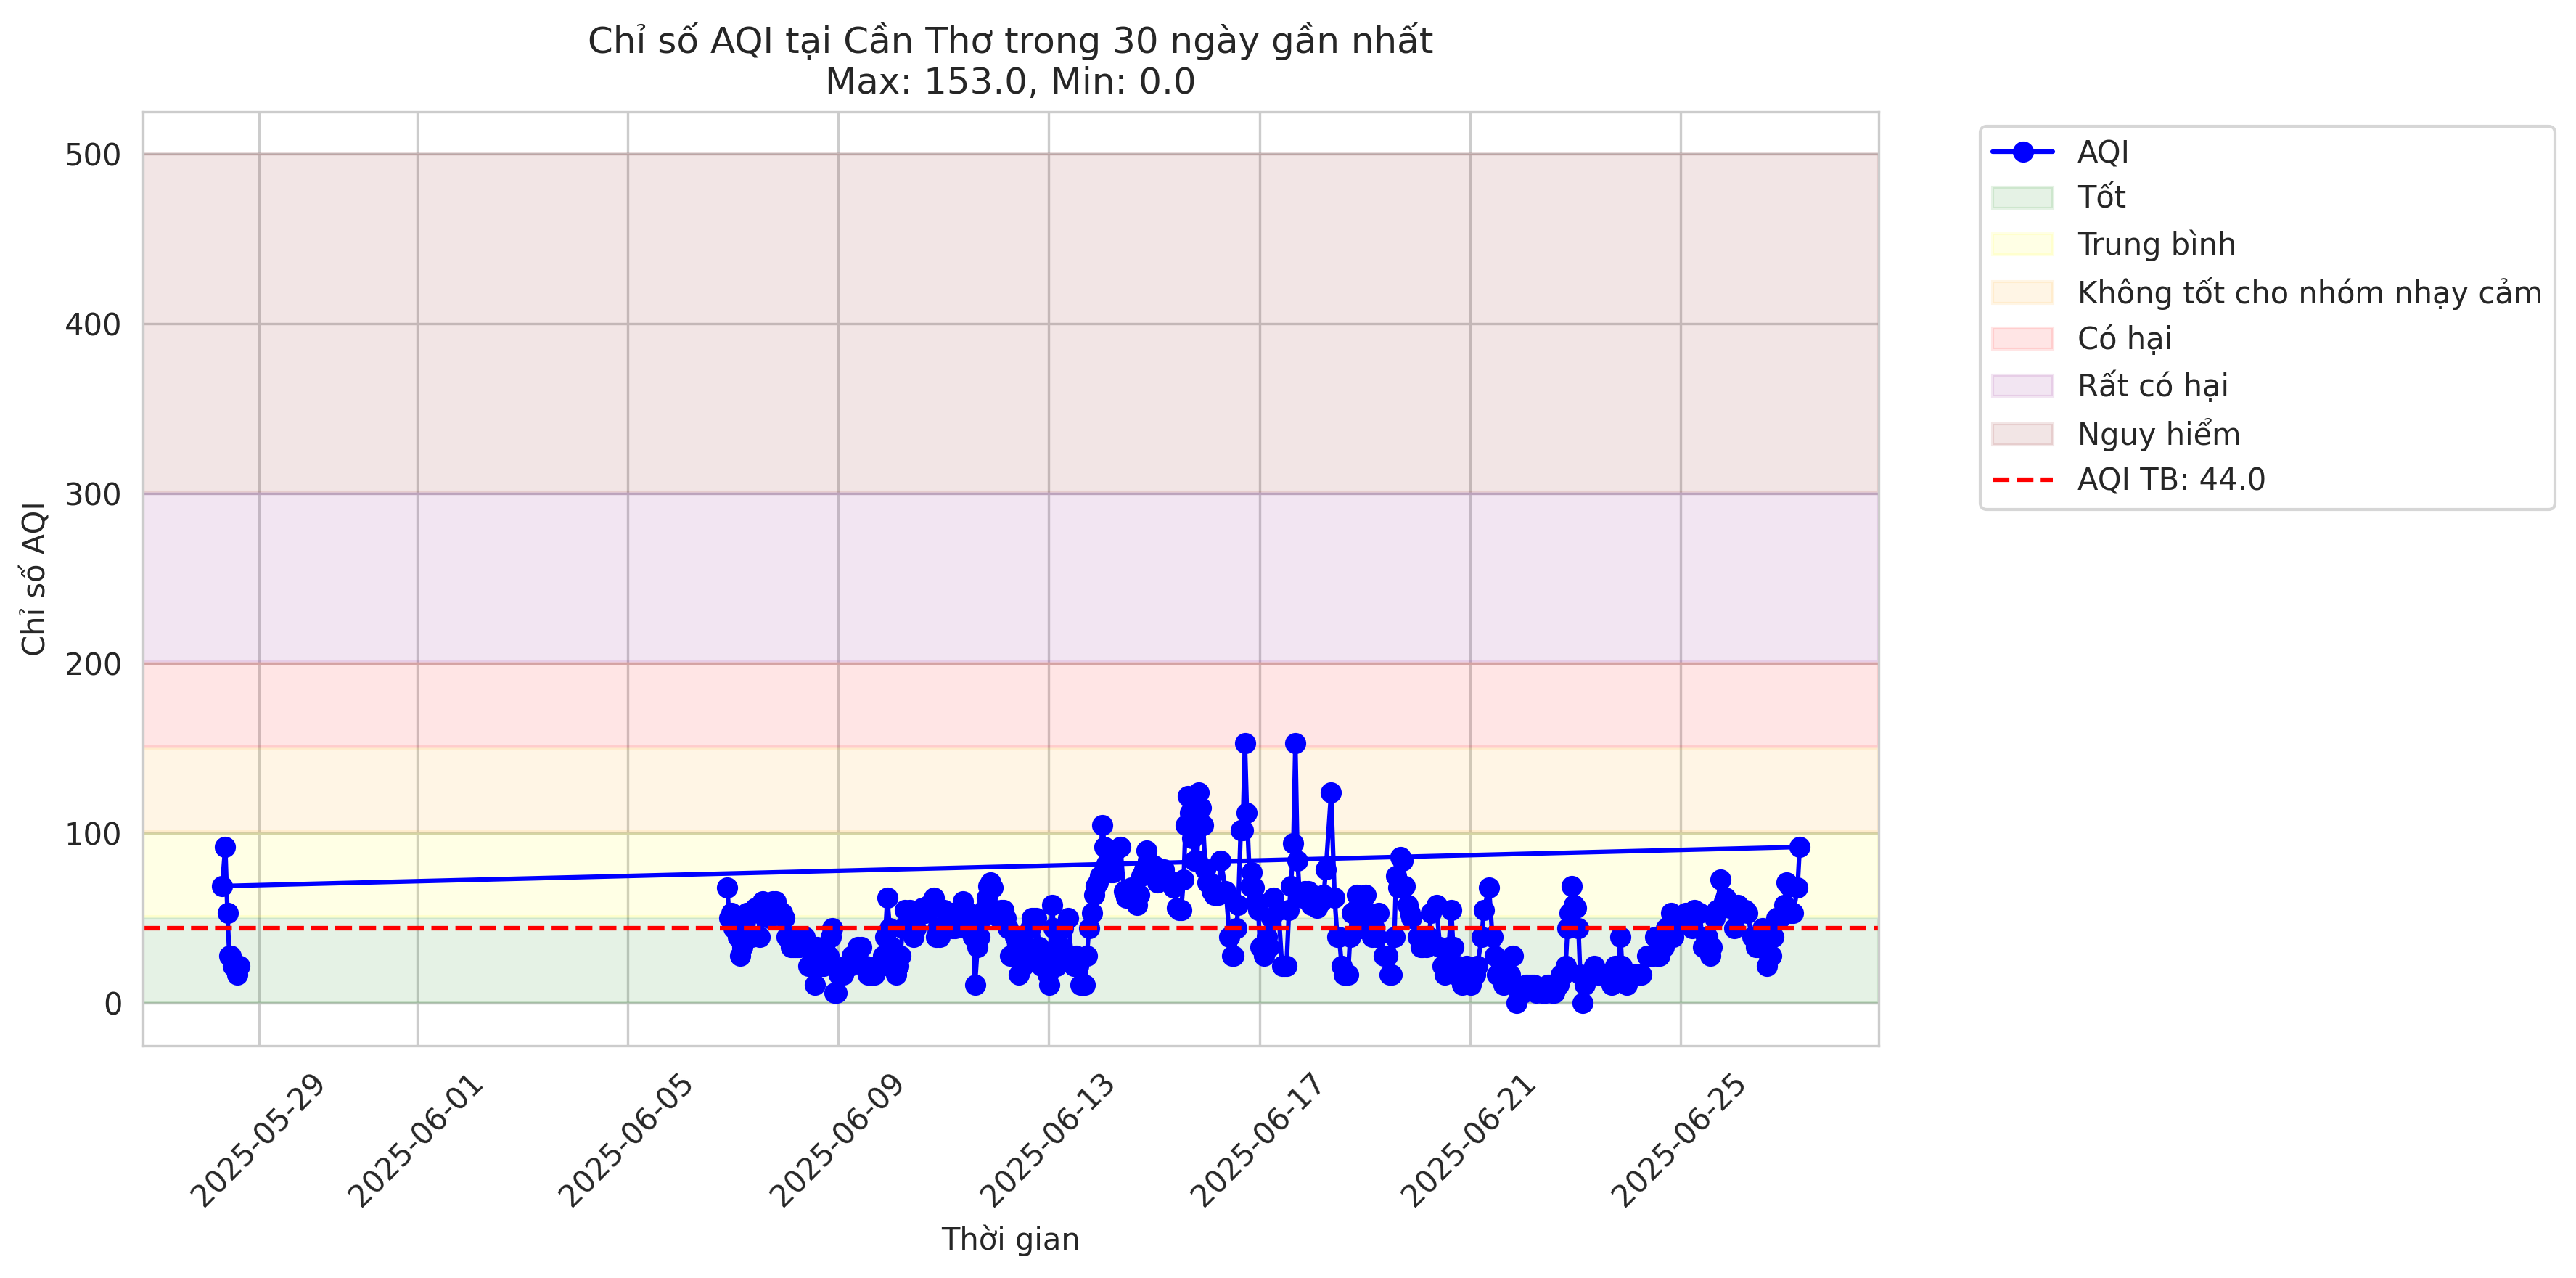 Chỉ số AQI tại Cần Thơ trong 30 ngày gần nhất
Max: 153.0, Min: 0.0
Chỉ số AQI
500
400
300
200
100
0
2025-05-29
2025-06-01
2025-06-05
2025-06-09
2025-06-13
2025-06-17
2025-06-21
2025-06-25
Thời gian
AQI
Tốt
Trung bình
Không tốt cho nhóm nhạy cảm
Có hại
Rất có hại
Nguy hiểm
AQI TB: 44.0